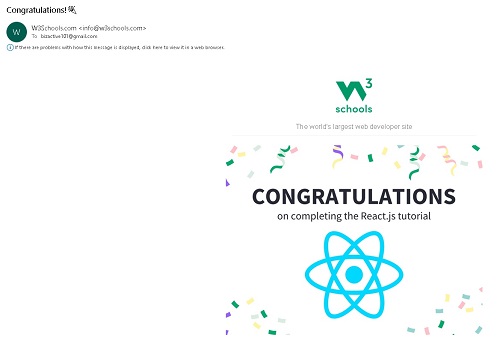 Congratulations!
W3Schools.com <info@w3schools.com>
W
To bizactive101@gmail.com
If there are problems with how this message is displayed, click here to view it in a web browser.
W3
schools
The world's largest web developer site
CONGRATULATIONS
on completing the React.js tutorial